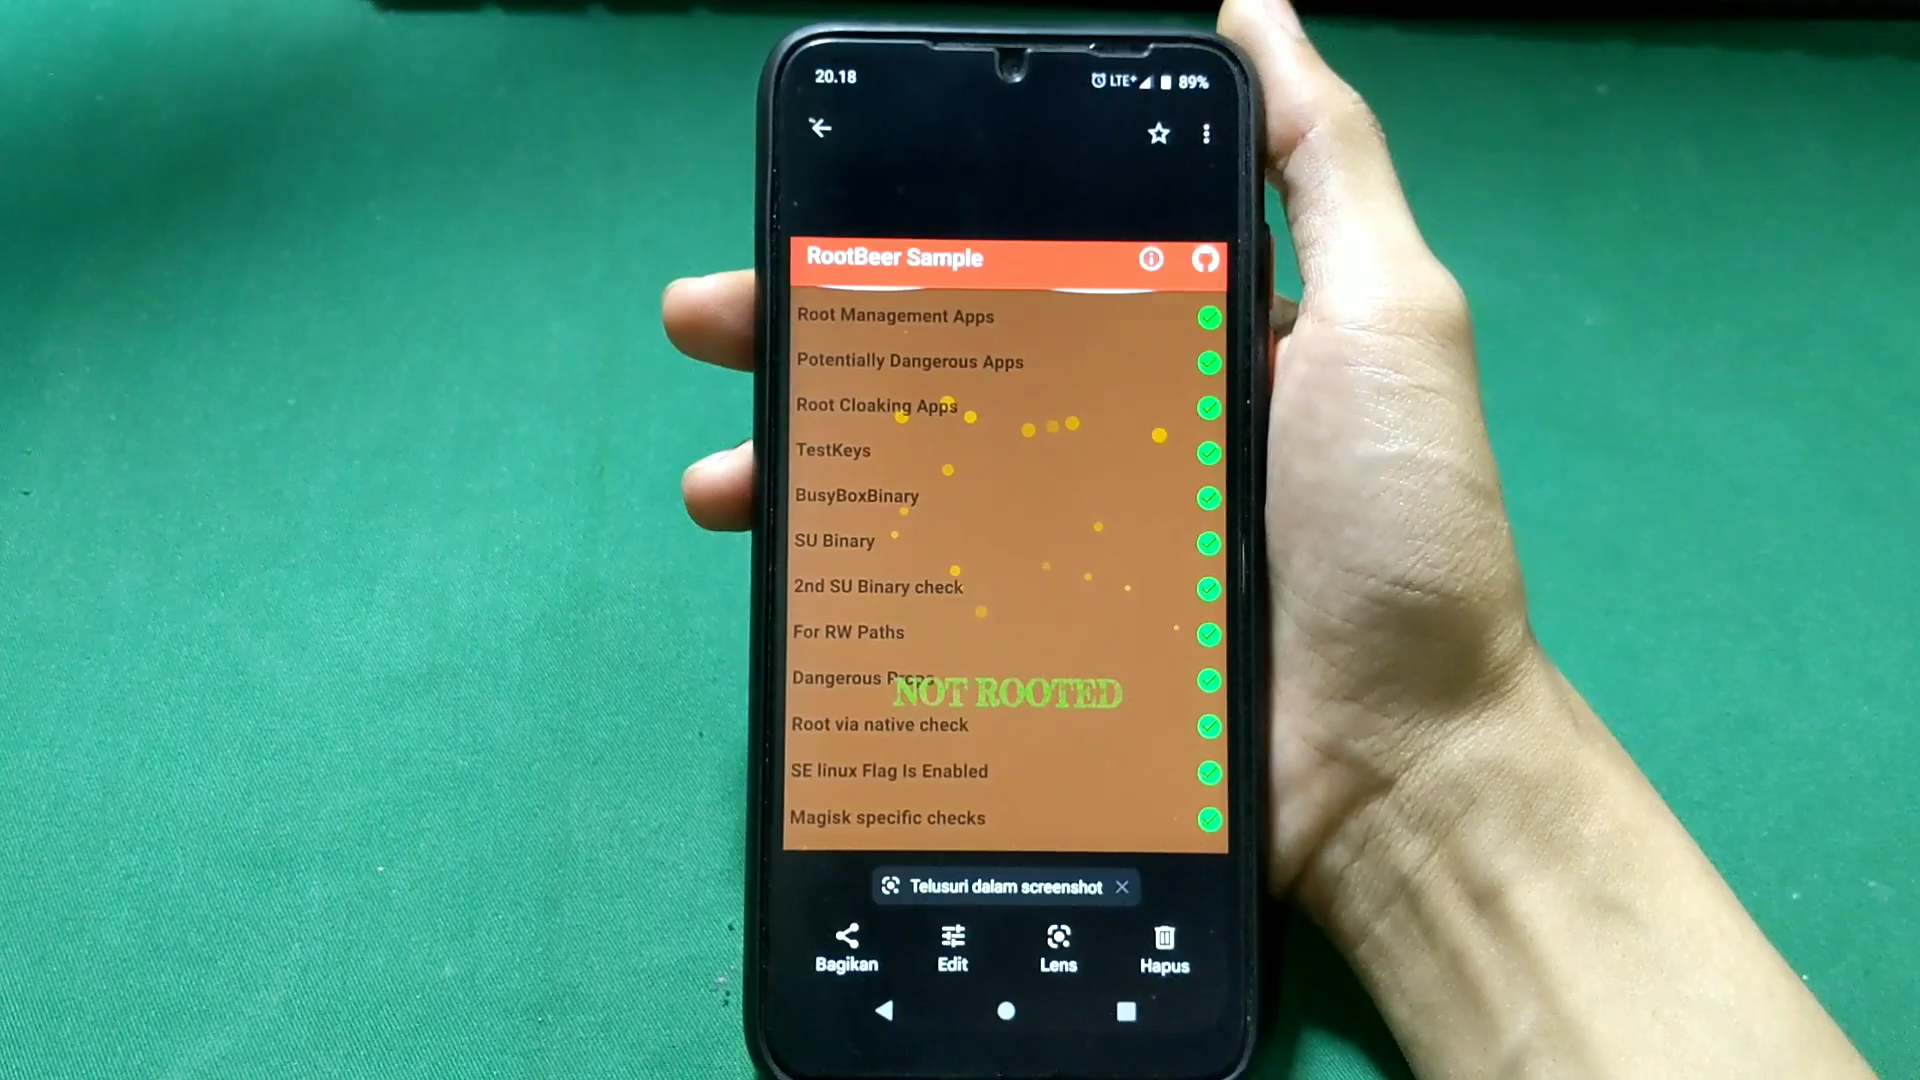 20.18
LTE+ 89%
RootBeer Sample
Root Management Apps
Potentially Dangerous Apps
Root Cloaking Apps
TestKeys
BusyBoxBinary
SU Binary
2nd SU Binary check
For RW Paths
Dangerous Props
NOT ROOTED
Root via native check
SE linux Flag Is Enabled
Magisk specific checks
Telusuri dalam screenshot
Bagikan Edit Lens Hapus